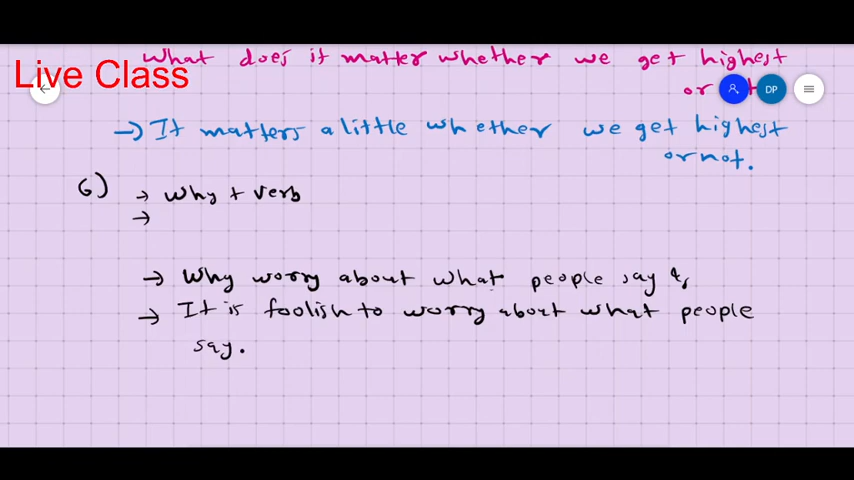 What does it matter whether we get highest
Live Class
or
DP
→ It matters a little whether we get highest
or not.
6) → Why + verb
→
→ Why worry about what people say
→ It is foolish to worry about what people
say.